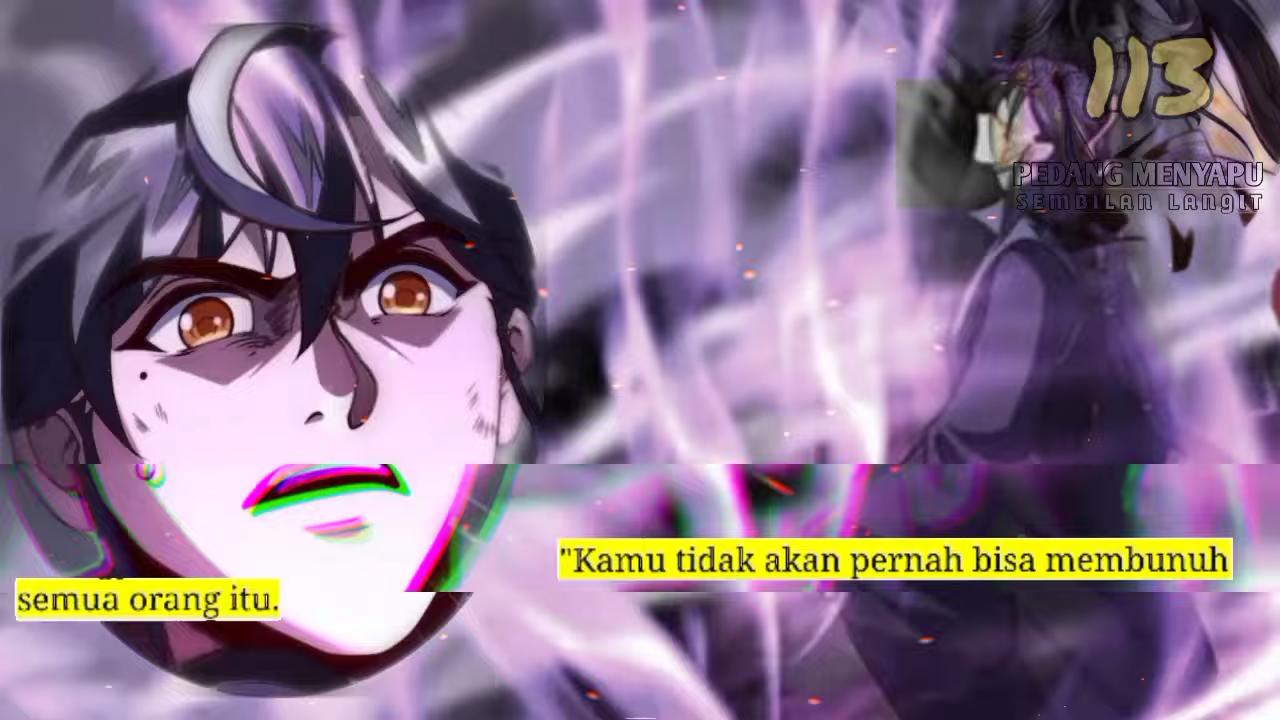 113
PEDANG MENYAPU
SEMBILAN LANGIT
"Kamu tidak akan pernah bisa membunuh
semua orang itu.